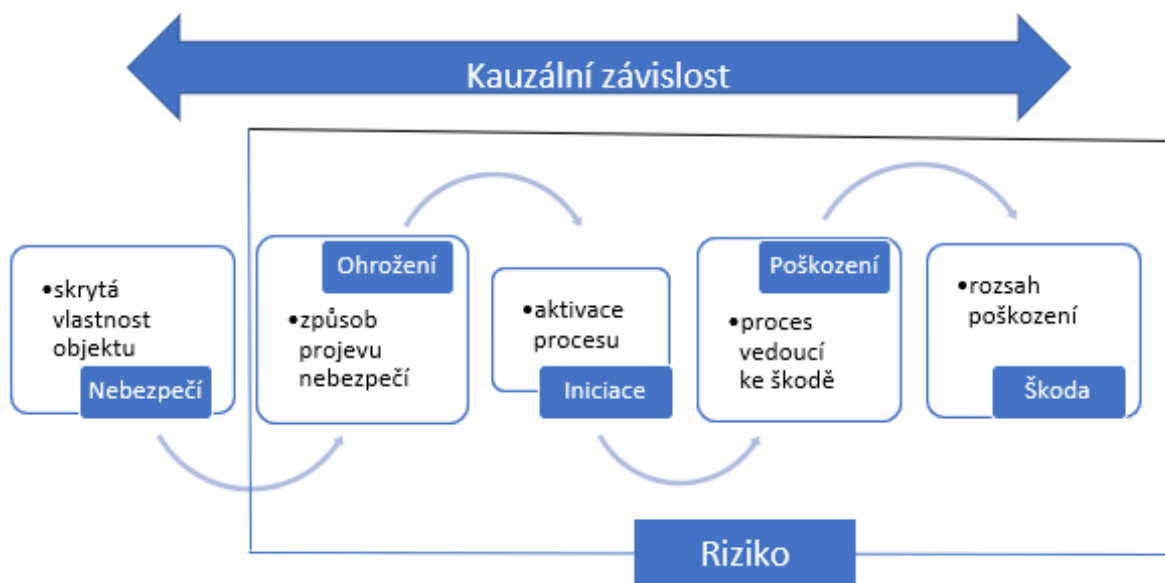 Kauzální závislost
•skrytá
vlastnost
objektu
Nebezpečí
Ohrožení
•způsob
projevu
nebezpečí
•aktivace
procesu
Iniciace
Poškození
•proces
vedoucí
ke škodě
•rozsah
poškození
Škoda
Riziko